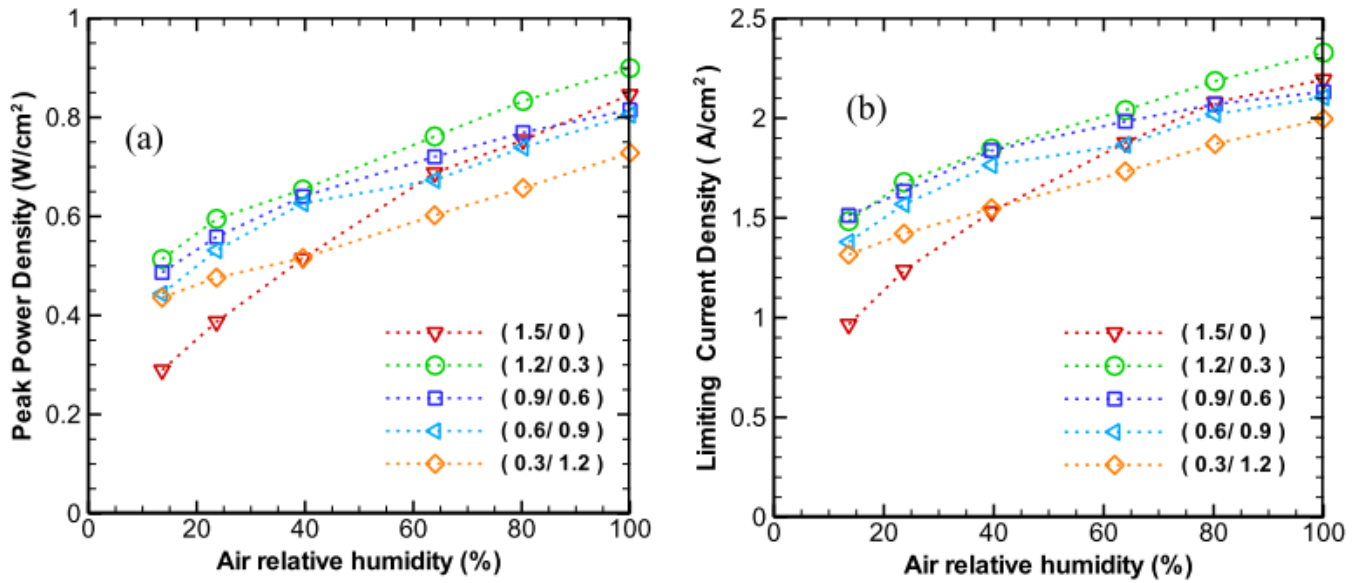 (a)
Peak Power Density (W/cm²)
1
0.8
0.6
0.4
0.2
0
0 20 40 60 80 100
Air relative humidity (%)
( 1.5/ 0 )
( 1.2/ 0.3 )
( 0.9/ 0.6 )
( 0.6/ 0.9 )
( 0.3/ 1.2 )
(b)
Limiting Current Density ( A/cm² )
2.5
2
1.5
1
0.5
0
0 20 40 60 80 100
Air relative humidity (%)
( 1.5/ 0 )
( 1.2/ 0.3 )
( 0.9/ 0.6 )
( 0.6/ 0.9 )
( 0.3/ 1.2 )